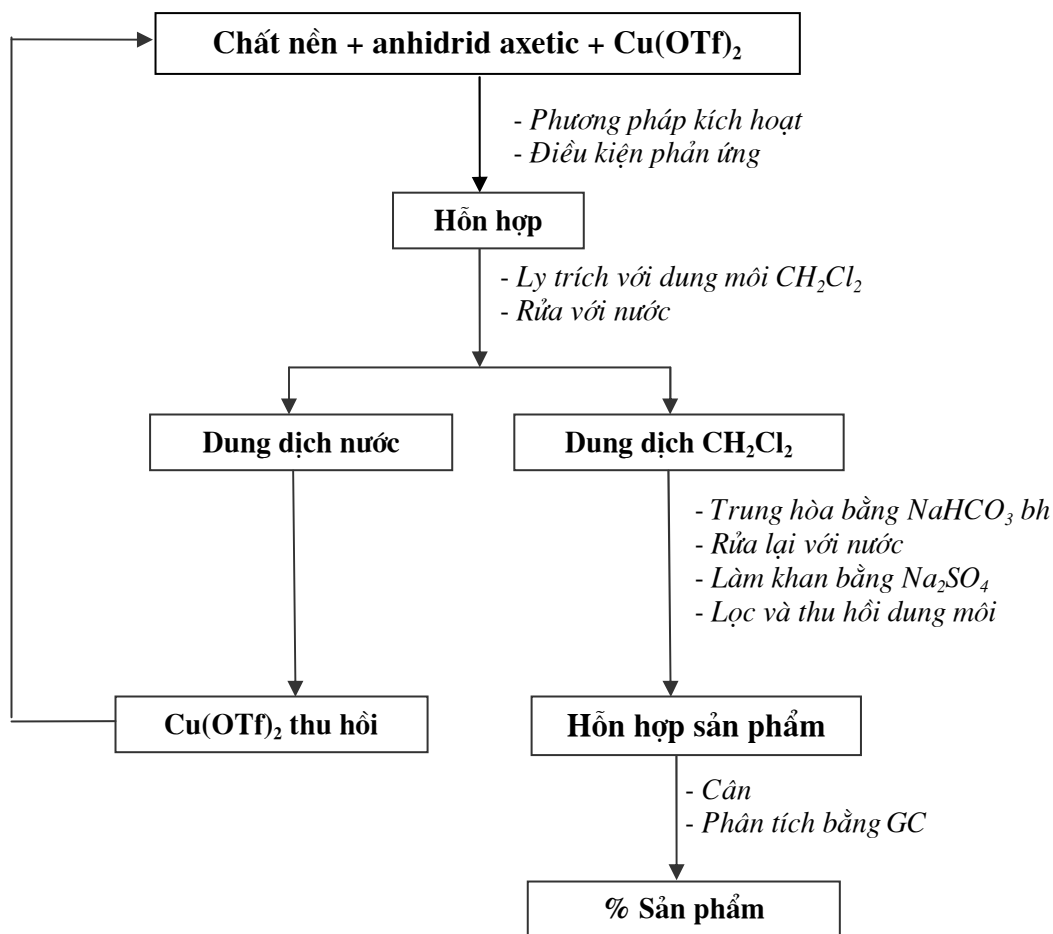 Chất nền + anhidrid axetic + Cu(OTf)₂
- Phương pháp kích hoạt
- Điều kiện phản ứng
Hỗn hợp
- Ly trích với dung môi CH₂Cl₂
- Rửa với nước
Dung dịch nước
Dung dịch CH₂Cl₂
- Trung hòa bằng NaHCO₃ bh
- Rửa lại với nước
- Làm khan bằng Na₂SO₄
- Lọc và thu hồi dung môi
Cu(OTf)₂ thu hồi
Hỗn hợp sản phẩm
- Cân
- Phân tích bằng GC
% Sản phẩm